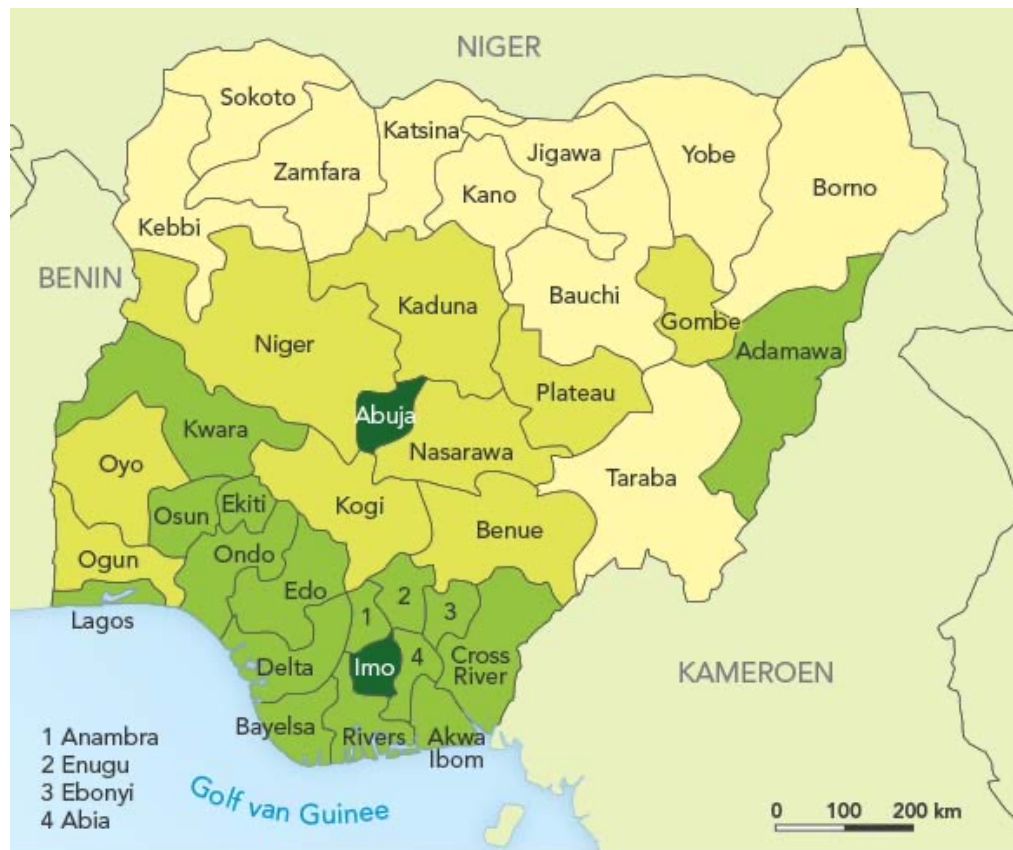 NIGER
Sokoto
Katsina
Jigawa
Yobe
Zamfara
Kano
Borno
Kebbi
BENIN
Bauchi
Kaduna
Gombe
Niger
Adamawa
Plateau
Abuja
Kwara
Nasarawa
Oyo
Taraba
Ekiti
Kogi
Osun
Benue
Ondo
Ogun
Edo
2
1
3
Lagos
4
Imo
Delta
Cross
River
KAMEROEN
Bayelsa
Rivers
Akwa
Ibom
1 Anambra
2 Enugu
3 Ebonyi
4 Abia
Golf van Guinee
0 100 200 km